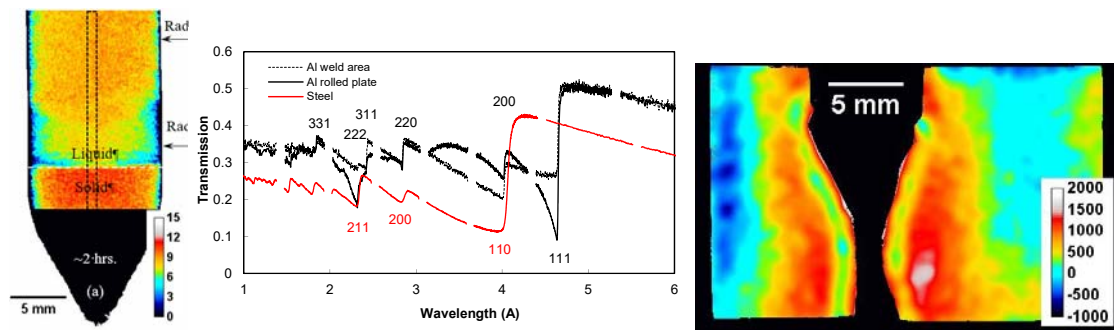 Rad
Rad
Liquid¶
Solid¶
~2·hrs.
(a)
5 mm
15
12
9
6
3
0
Transmission
0.6
0.5
0.4
0.3
0.2
0.1
0
Al weld area
Al rolled plate
Steel
331
311
222
220
200
111
211
200
110
1
2
3
4
5
6
Wavelength (A)
5 mm
2000
1500
1000
500
0
-500
-1000